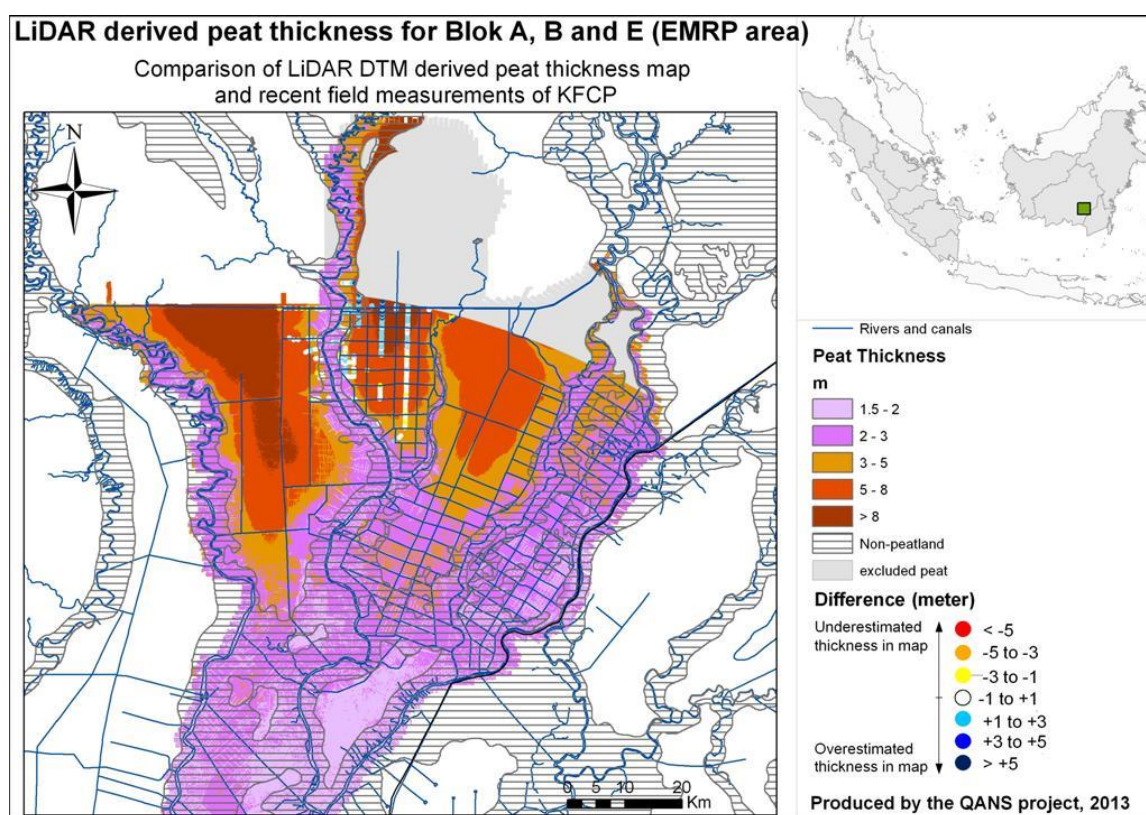 LiDAR derived peat thickness for Blok A, B and E (EMRP area)
Comparison of LiDAR DTM derived peat thickness map
and recent field measurements of KFCP
N
Rivers and canals
Peat Thickness
m
1.5 - 2
2 - 3
3 - 5
5 - 8
> 8
Non-peatland
excluded peat
Difference (meter)
Underestimated
thickness in map
< -5
-5 to -3
-3 to -1
-1 to +1
+1 to +3
+3 to +5
> +5
Overestimated
thickness in map
0 5 10 20
Km
Produced by the QANS project, 2013